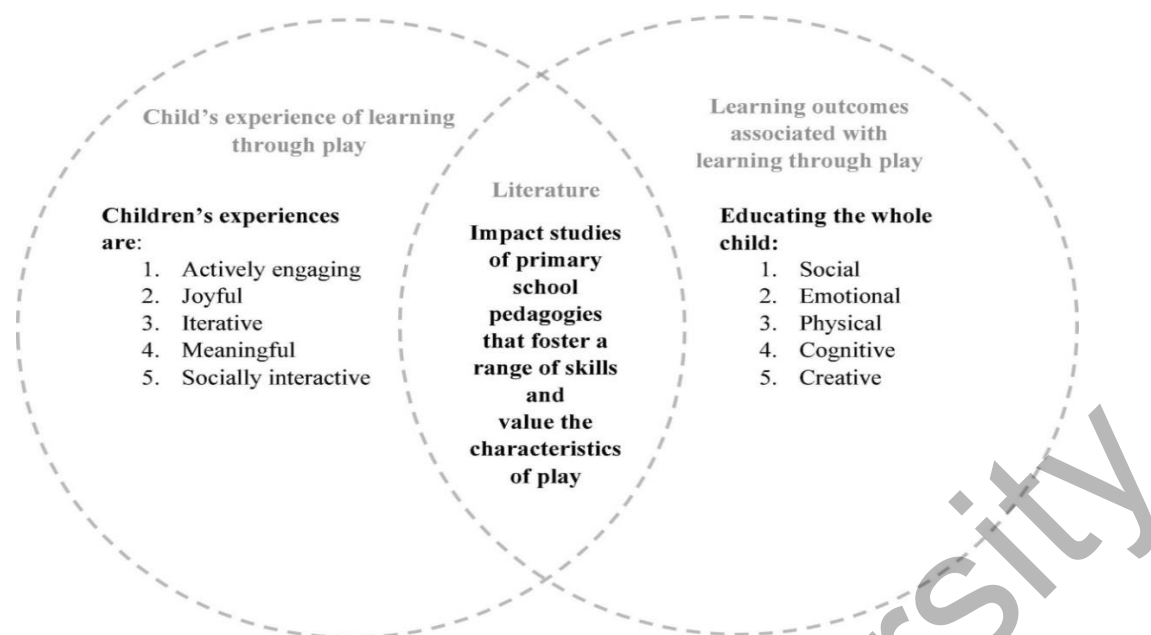 Child's experience of learning
through play
Children's experiences
are:
1. Actively engaging
2. Joyful
3. Iterative
4. Meaningful
5. Socially interactive
Literature
Impact studies
of primary
school
pedagogies
that foster a
range of skills
and
value the
characteristics
of play
Learning outcomes
associated with
learning through play
Educating the whole
child:
1. Social
2. Emotional
3. Physical
4. Cognitive
5. Creative